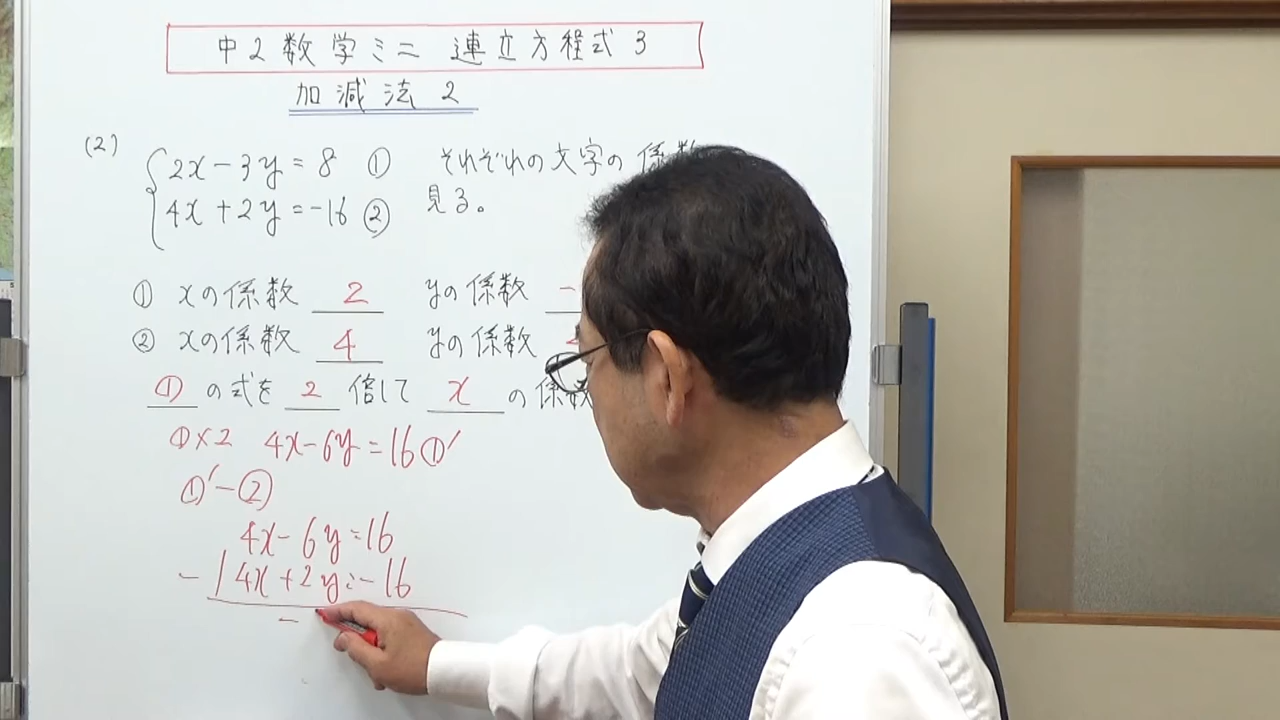 中2数学ミニ 連立方程式 3
加減法 2
(2)
2x-3y=8 ① それぞれの文字の係数
4x+2y=-16 ② 見る。
① xの係数 2 yの係数 -
② xの係数 4 yの係数
① の式を 2 倍して x の係数
①×2 4x-6y=16 ①′
①′-②
4x-6y=16
-) 4x+2y=-16
-